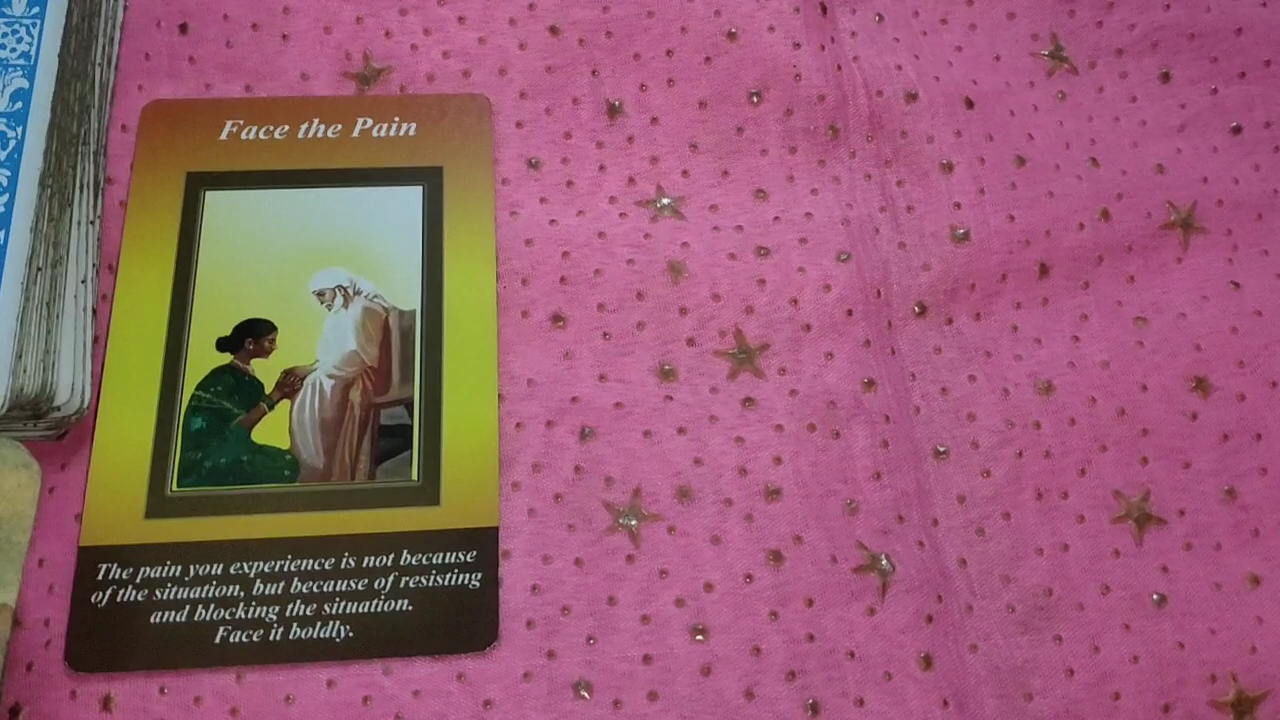 Face the Pain
The pain you experience is not because
of the situation, but because of resisting
and blocking the situation.
Face it boldly.